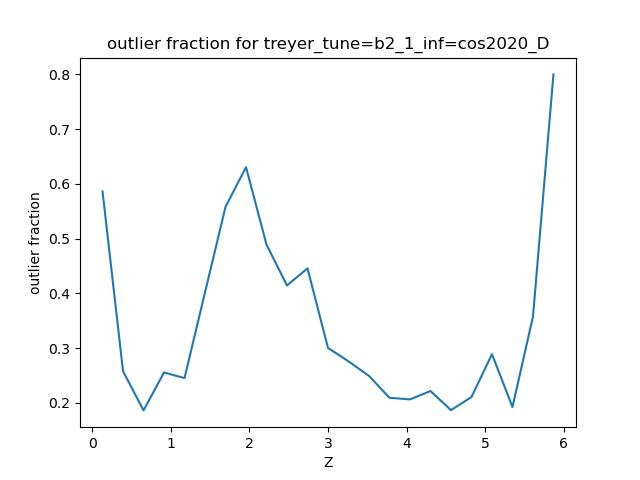 outlier fraction for treyer_tune=b2_1_inf=cos2020_D
outlier fraction
0.8
0.7
0.6
0.5
0.4
0.3
0.2
0 1 2 3 4 5 6
Z